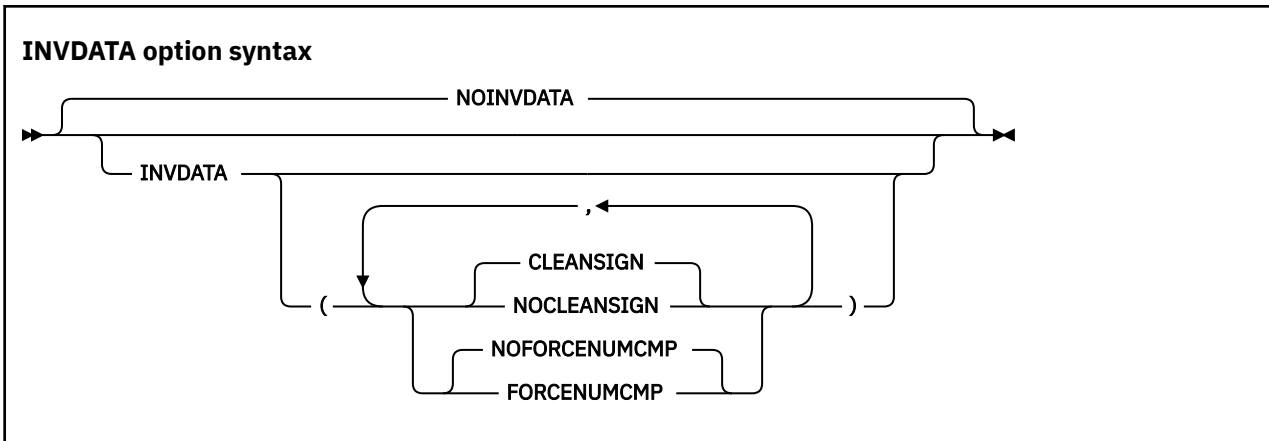 INVDATA option syntax
NOINVDATA
INVDATA
,
CLEANSIGN
( NOCLEANSIGN )
NOFORCENUMCMP
FORCENUMCMP